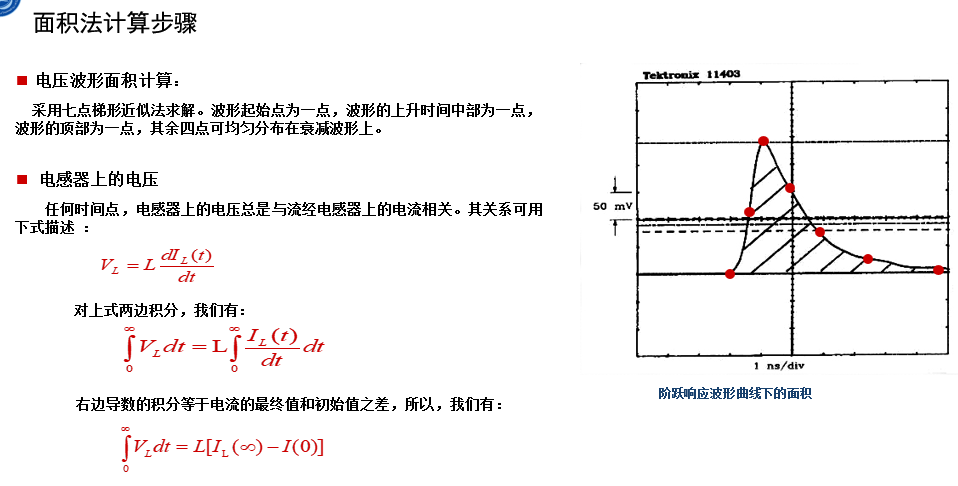 面积法计算步骤
电压波形面积计算：
采用七点梯形近似法求解。波形起始点为一点，波形的上升时间中部为一点，
波形的顶部为一点，其余四点可均匀分布在衰减波形上。
电感器上的电压
任何时间点，电感器上的电压总是与流经电感器上的电流相关。其关系可用
下式描述 ：
V_L = L dI_L(t)/dt
对上式两边积分，我们有：
∫₀^∞ V_L dt = L ∫₀^∞ I_L(t)/dt dt
右边导数的积分等于电流的最终值和初始值之差，所以，我们有：
∫₀^∞ V_L dt = L[I_L(∞) − I(0)]
Tektronix 11403
50 mV
1 ns/div
阶跃响应波形曲线下的面积